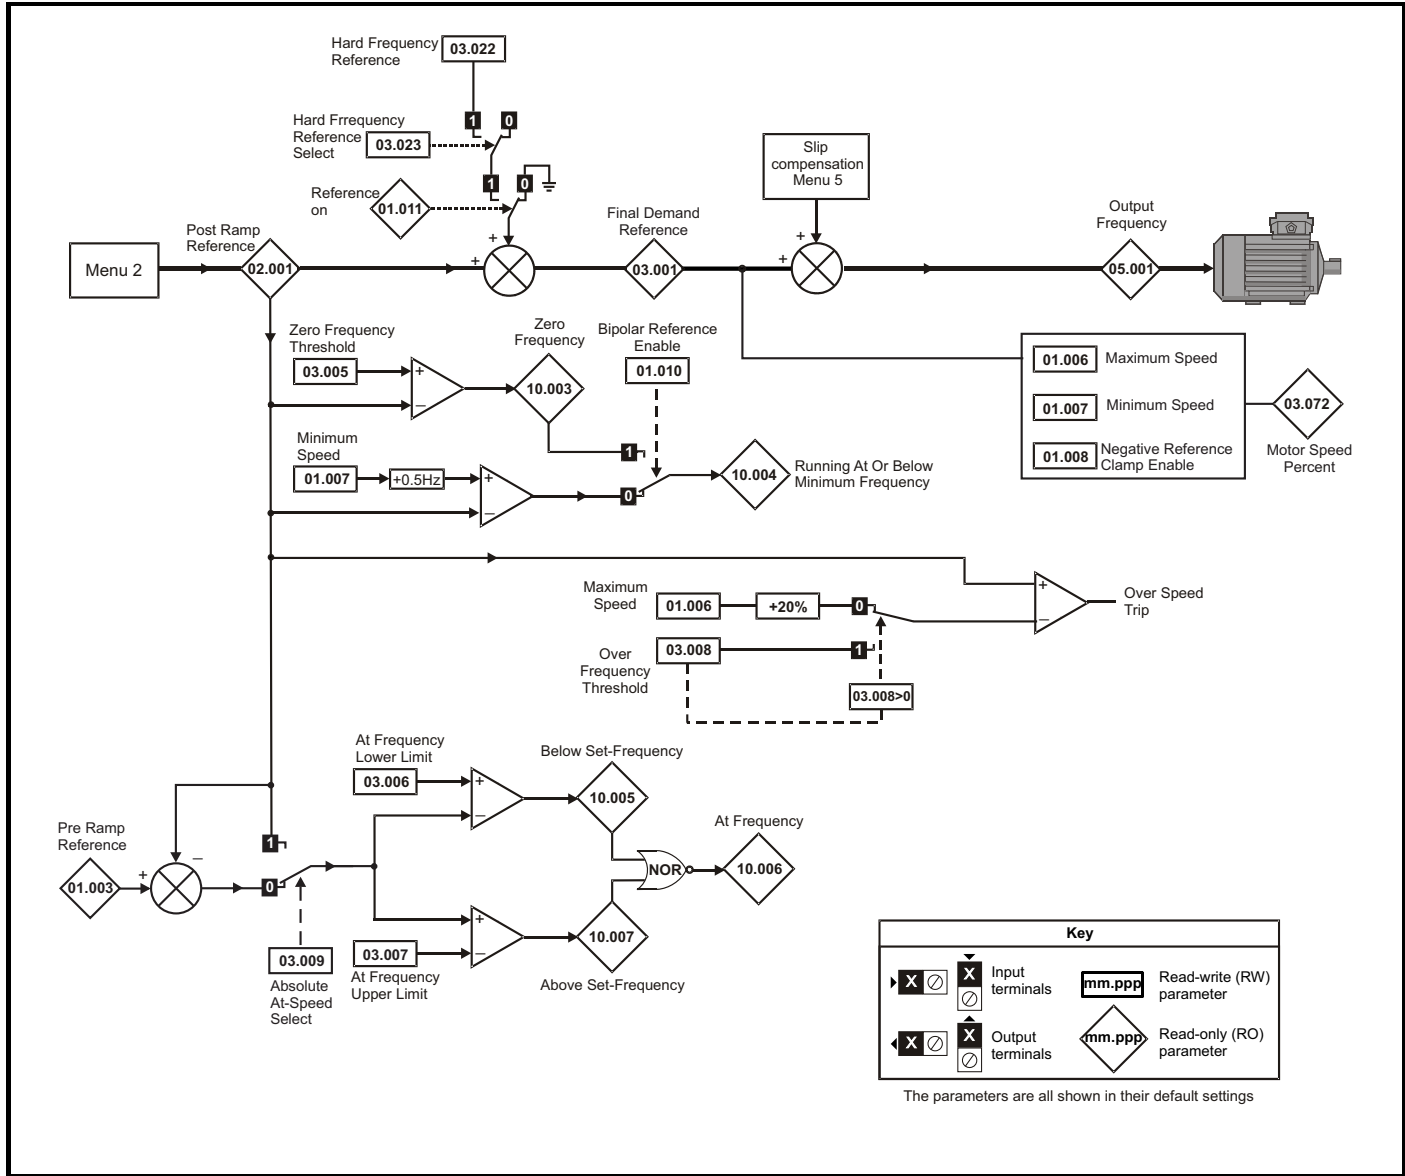 Hard Frequency
Reference
03.022
1 0
Hard Frrequency
Reference
Select
03.023
1 0
Reference
on
01.011
Slip
compensation
Menu 5
Menu 2
Post Ramp
Reference
02.001
+
+
Final Demand
Reference
03.001
+
+
Output
Frequency
05.001
Zero Frequency
Threshold
03.005
+
–
Zero
Frequency
10.003
Bipolar Reference
Enable
01.010
1
0
Minimum
Speed
01.007
+0.5Hz
+
–
10.004
Running At Or Below
Minimum Frequency
01.006 Maximum Speed
01.007 Minimum Speed
01.008 Negative Reference
Clamp Enable
03.072
Motor Speed
Percent
Maximum
Speed
01.006
+20%
0
Over
Frequency
Threshold
03.008
1
03.008>0
+
–
Over Speed
Trip
At Frequency
Lower Limit
03.006
+
–
Below Set-Frequency
10.005
Pre Ramp
Reference
01.003
+
–
1
0
03.009
Absolute
At-Speed
Select
NOR
At Frequency
10.006
+
–
03.007
At Frequency
Upper Limit
10.007
Above Set-Frequency
Key
X X Input
terminals
mm.ppp Read-write (RW)
parameter
X X Output
terminals
mm.ppp Read-only (RO)
parameter
The parameters are all shown in their default settings